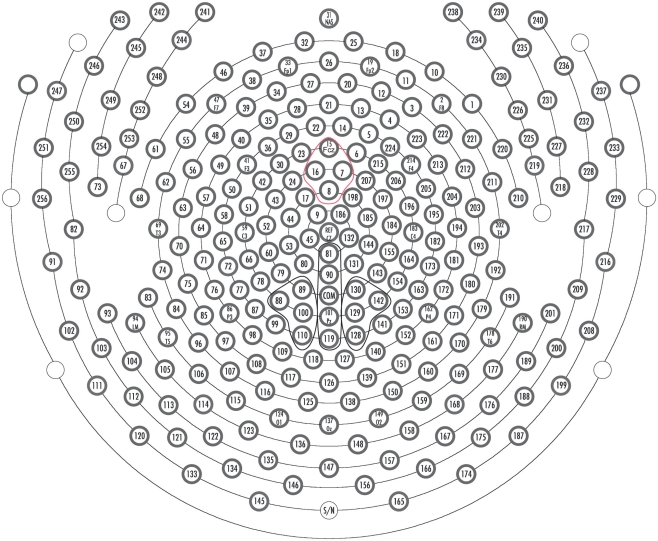 243 242 241 31 NAS 238 239 240
246 245 244 37 32 25 18 234 235 236
247 249 248 46 38 33 Fp1 26 19 Fp2 11 10 230 231 237
250 252 54 47 F7 39 34 27 20 12 3 2 F8 1 226 232
251 254 253 61 55 48 40 35 28 21 13 4 223 222 221 225 227 233
255 73 67 68 62 56 49 41 F3 36 29 22 14 5 224 214 F4 213 212 211 220 219 218 228
256 69 T3 63 57 50 42 30 23 15 Fcz 6 215 206 205 204 203 210 229
82 64 58 51 43 24 16 7 207 196 195 194 202 T4 217
91 70 65 59 C3 52 44 17 8 198 197 184 183 C4 182 193 192 216
92 74 71 66 60 53 45 9 186 185 155 164 173 181 209
93 83 75 72 78 79 80 REF CZ 132 144 154 163 172 180 191 201
102 94 LM 84 76 77 88 89 81 131 143 153 162 P4 171 179 190 RM 208
103 95 T5 85 86 P3 87 99 100 90 130 142 141 152 161 170 178 T6 189 200
111 104 96 97 98 109 110 COM 129 128 140 151 160 169 177 188 199
112 105 106 107 108 117 118 101 Pz 127 139 150 159 168 176 187
120 113 114 115 116 125 119 138 149 O2 158 167 175
121 122 123 124 O1 126 148 157 166 174
133 134 135 136 137 Oz 147 156 165
145 146 S/N